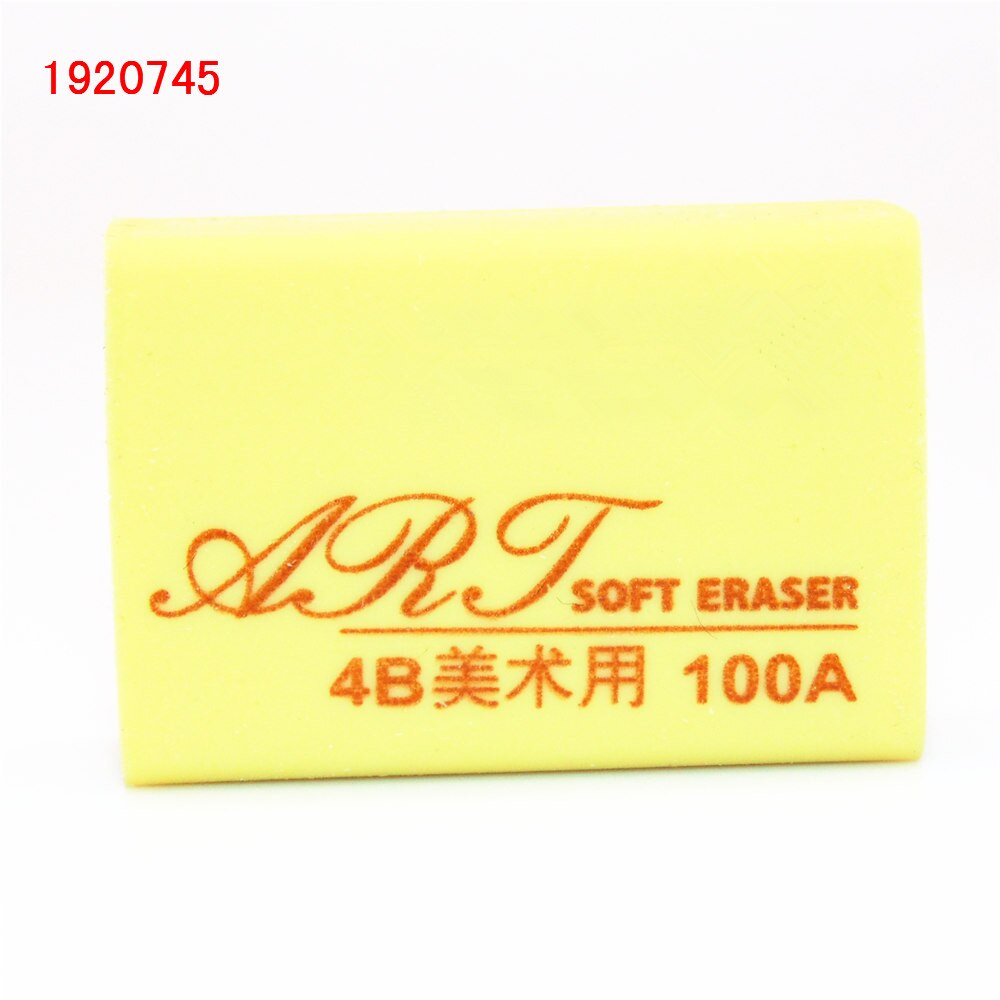 1920745
ART SOFT ERASER
4B美术用 100A